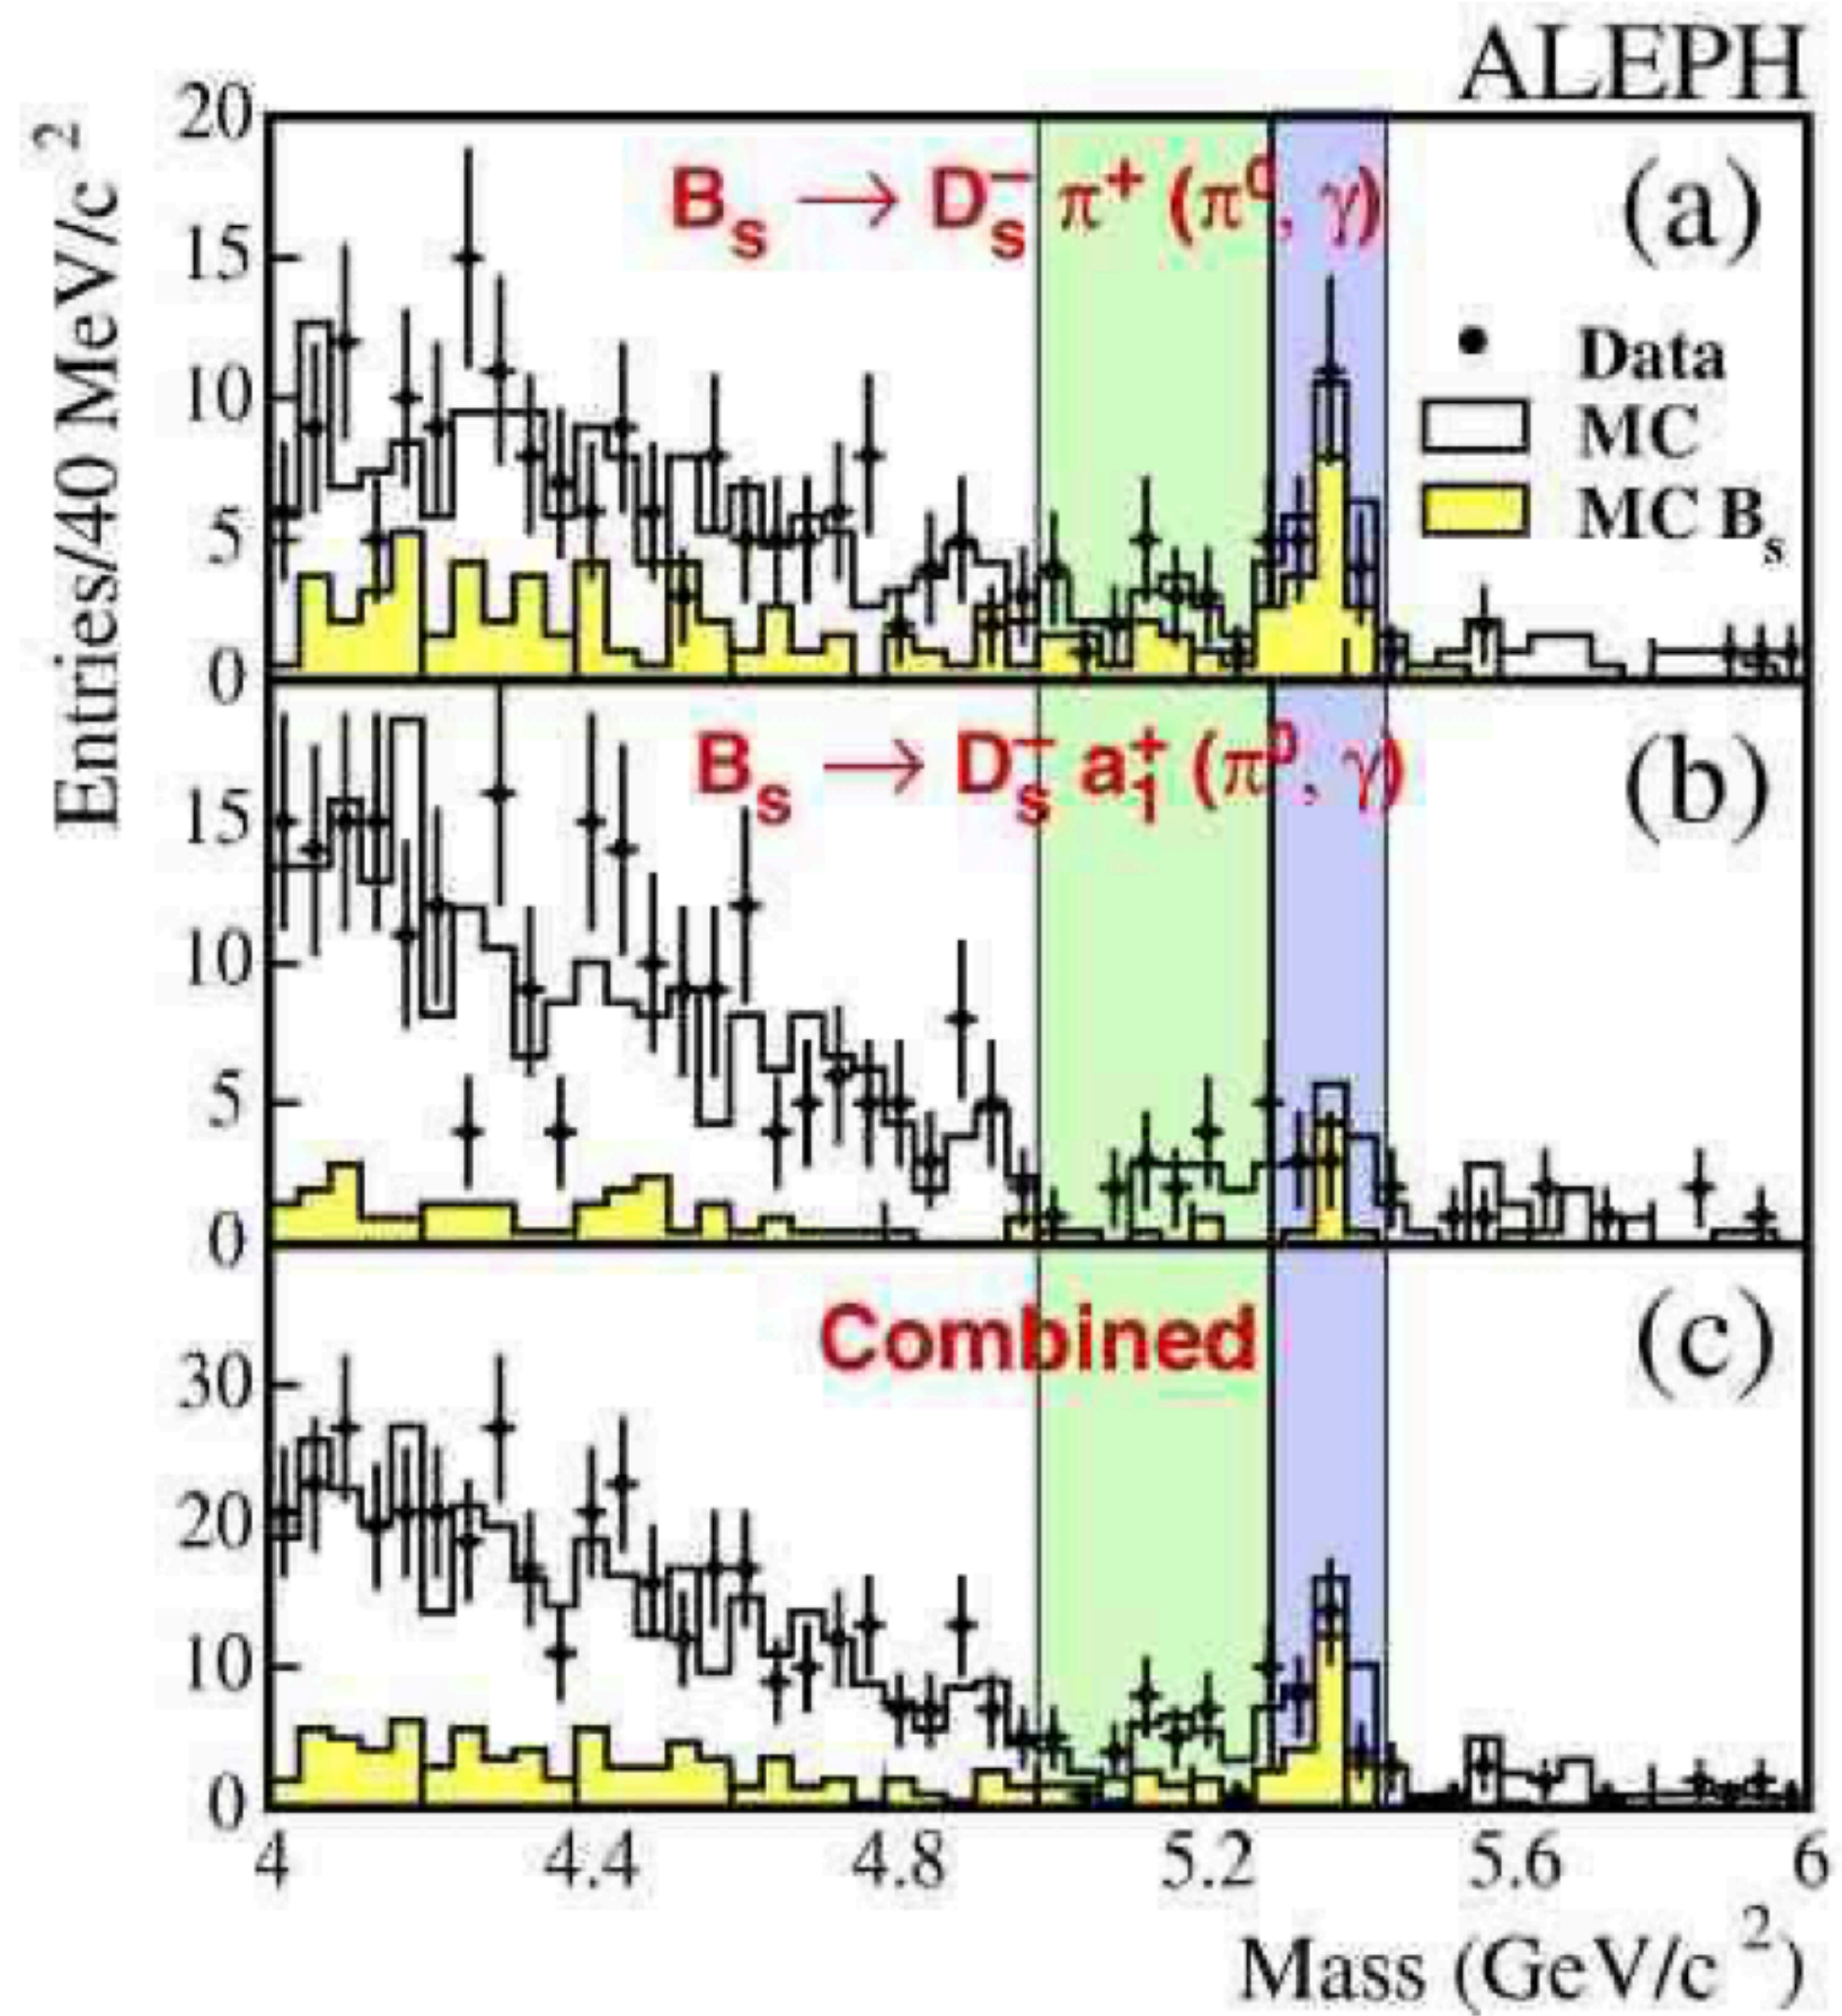 ALEPH
Entries/40 MeV/c²
20
15
10
5
0
Bₛ → Dₛ⁻ π⁺ (π⁰, γ)
(a)
Data
MC
MC Bₛ
15
10
5
0
Bₛ → Dₛ⁻ a₁⁺ (π⁰, γ)
(b)
30
20
10
0
Combined
(c)
4 4.4 4.8 5.2 5.6 6
Mass (GeV/c²)